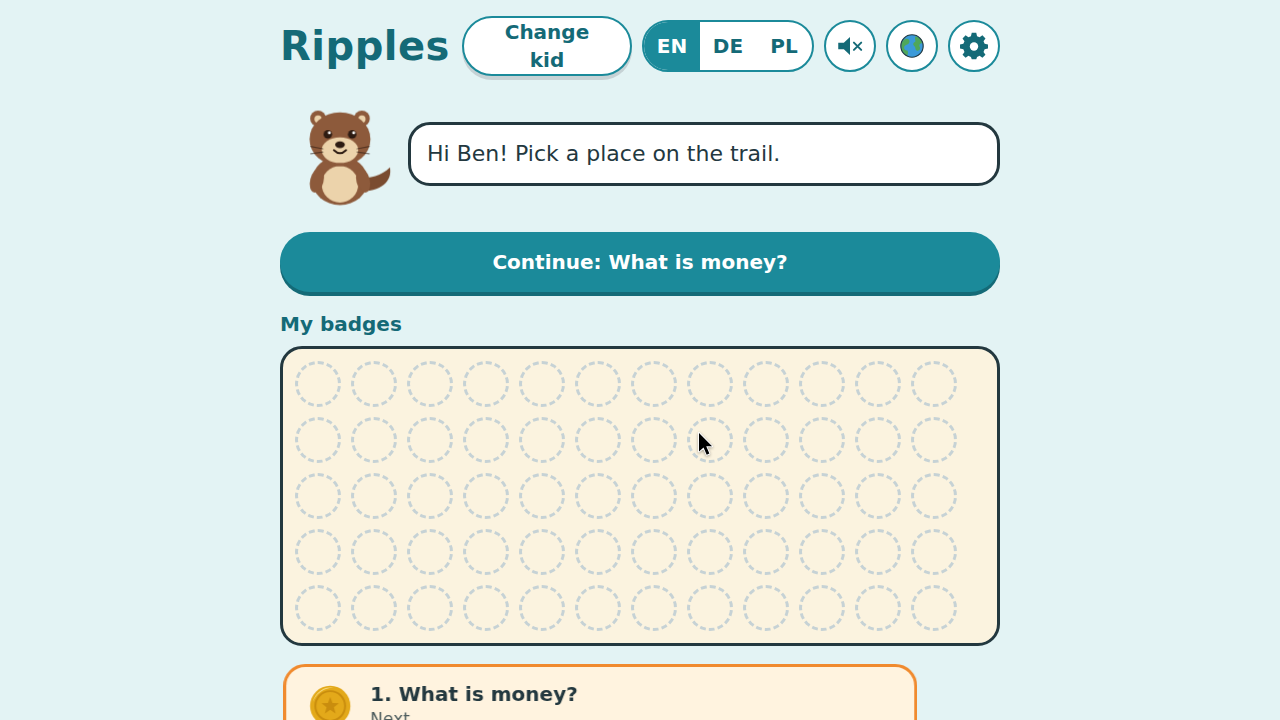 Ripples
Change
kid
EN DE PL
Hi Ben! Pick a place on the trail.
Continue: What is money?
My badges
1. What is money?
Next